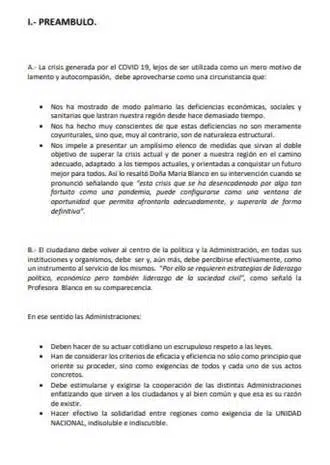 I.- PREAMBULO.
A.- La crisis generada por el COVID 19, lejos de ser utilizada como un mero motivo de
lamento y autocompasión, debe aprovecharse como una circunstancia que:
• Nos ha mostrado de modo palmario las deficiencias económicas, sociales y
sanitarias que lastran nuestra región desde hace demasiado tiempo.
• Nos ha hecho muy conscientes de que estas deficiencias no son meramente
coyunturales, sino que, muy al contrario, son de naturaleza estructural.
• Nos impele a presentar un amplísimo elenco de medidas que sirvan al doble
objetivo de superar la crisis actual y de poner a nuestra región en el camino
adecuado, adaptado a los tiempos actuales, y orientadas a conquistar un futuro
mejor para todos. Así lo resaltó Doña María Blanco en su intervención cuando se
pronunció señalando que "esta crisis que se ha desencadenado por algo tan
fortuito como una pandemia, puede configurarse como una ventana de
oportunidad que permita afrontarla adecuadamente, y superarla de forma
definitiva".
B.- El ciudadano debe volver al centro de la política y la Administración, en todas sus
instituciones y organismos, debe ser y, aún más, debe percibirse efectivamente, como
un instrumento al servicio de los mismos. "Por ello se requieren estrategias de liderazgo
político, económico pero también liderazgo de la sociedad civil", como señaló la
Profesora Blanco en su comparecencia.
En ese sentido las Administraciones:
• Deben hacer de su actuar cotidiano un escrupuloso respeto a las leyes.
• Han de considerar los criterios de eficacia y eficiencia no sólo como principio que
oriente su proceder, sino como exigencias de todos y cada uno de sus actos
concretos.
• Debe estimularse y exigirse la cooperación de las distintas Administraciones
enfatizando que sirven a los ciudadanos y al bien común y que esa es su razón
de existir.
• Hacer efectivo la solidaridad entre regiones como exigencia de la UNIDAD
NACIONAL, indisoluble e indiscutible.